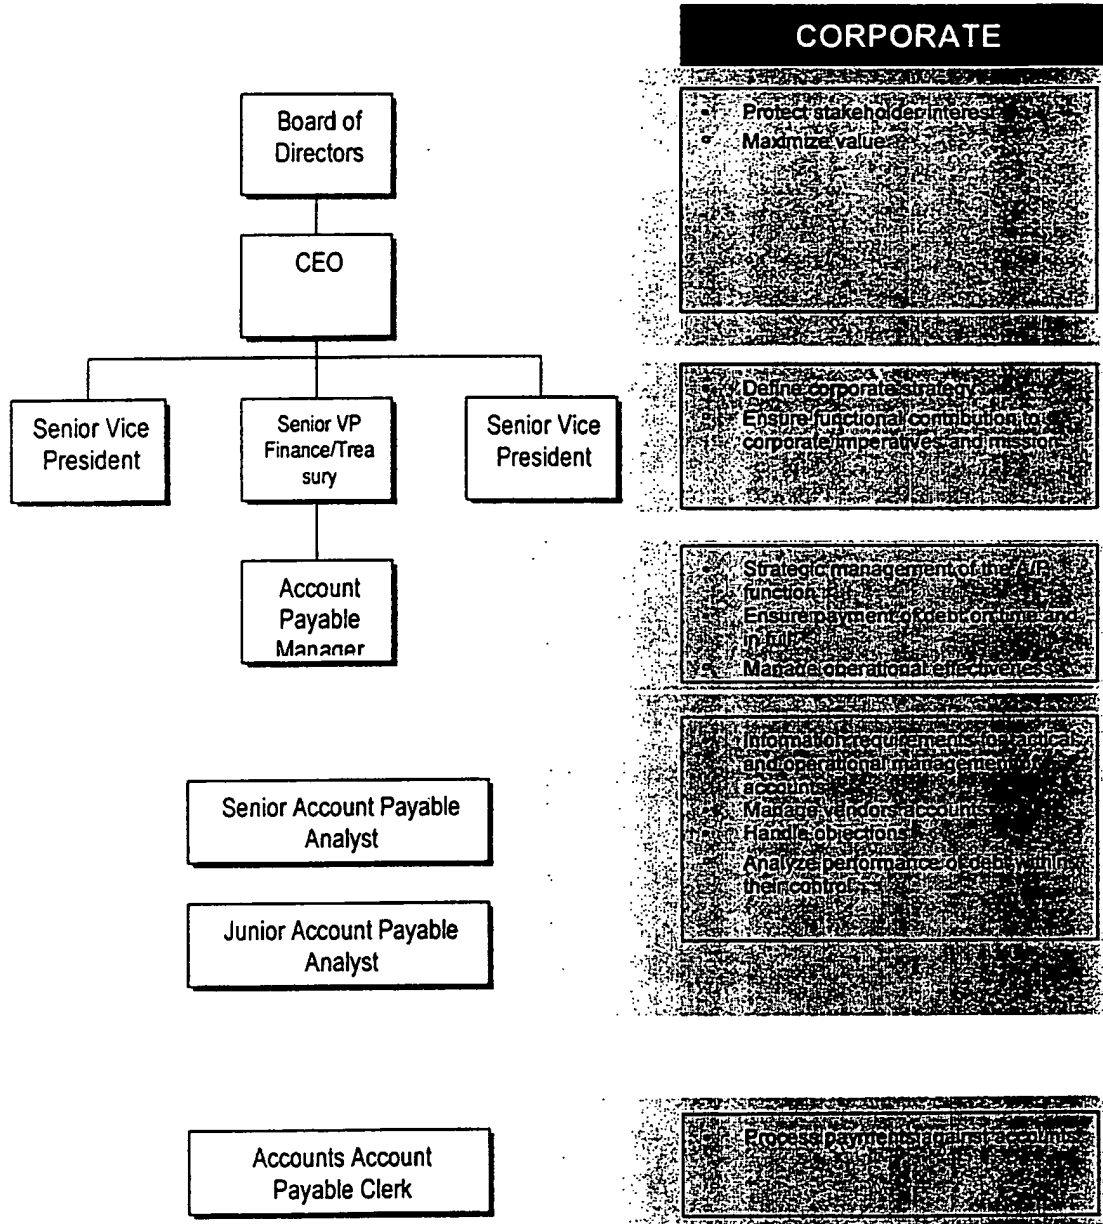 CORPORATE
Board of
Directors
CEO
Senior Vice
President
Senior VP
Finance/Trea
sury
Senior Vice
President
Account
Payable
Manager
Senior Account Payable
Analyst
Junior Account Payable
Analyst
Accounts Account
Payable Clerk
Protect stakeholder interest
Maximize value
Define corporate strategy
Ensure functional contribution to
corporate imperatives and mission
Strategic management of the A/P
function
Ensure payment of debt on time and
in full
Manage operational effectiveness
Information requirements for tactical
and operational management of
accounts
Manage vendors accounts
Handle objections
Analyze performance of debt within
their control
Process payments against accounts